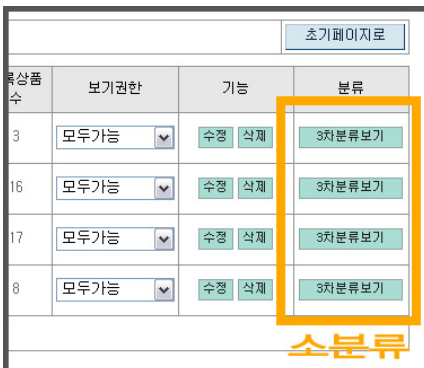 초기페이지로
록상품
수 보기권한 기능 분류
3 모두가능 수정 삭제 3차분류보기
16 모두가능 수정 삭제 3차분류보기
17 모두가능 수정 삭제 3차분류보기
8 모두가능 수정 삭제 3차분류보기
소분류